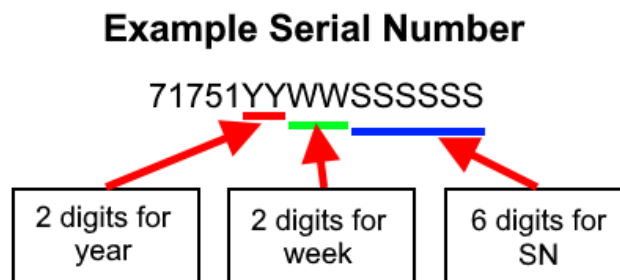 Example Serial Number
71751YYWWSSSSSS
2 digits for
year
2 digits for
week
6 digits for
SN